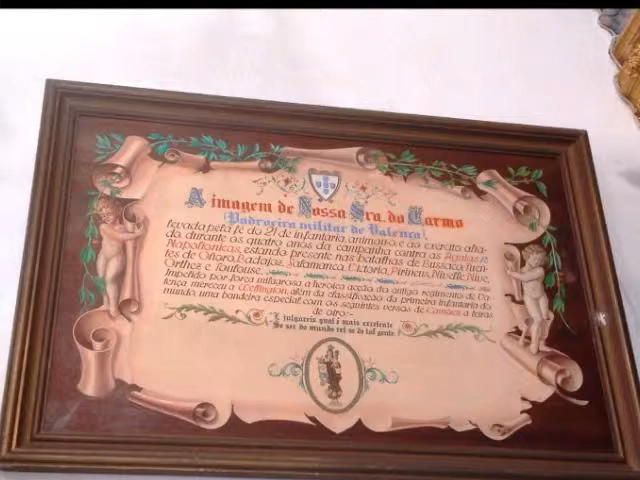 A imagem de Nossa Sra. do Carmo
(Padroeira militar de Valença)
levada pela fé do 21 de infantaria, animou-o, e ao exercito alia-
do, durante os quatro anos da campanha contra as Aguias
Napoleonicas, estando presente nas batalhas de Bussaco, Fuen-
tes de Oñoro, Badajoz, Salamanca, Victoria, Pirineus, Nivelle, Nive,
Orthez e Toulouse,
Impelido por força milagrosa, a heroica acção do antigo regimento de Va-
lença mereceu a Wellington, além da classificação da primeira infantaria do
mundo, uma bandeira especial com os seguintes versos de Camões a letras
de oiro:-
"E julgareis qual é mais excelente
Se ser do mundo rei se de tal gente."